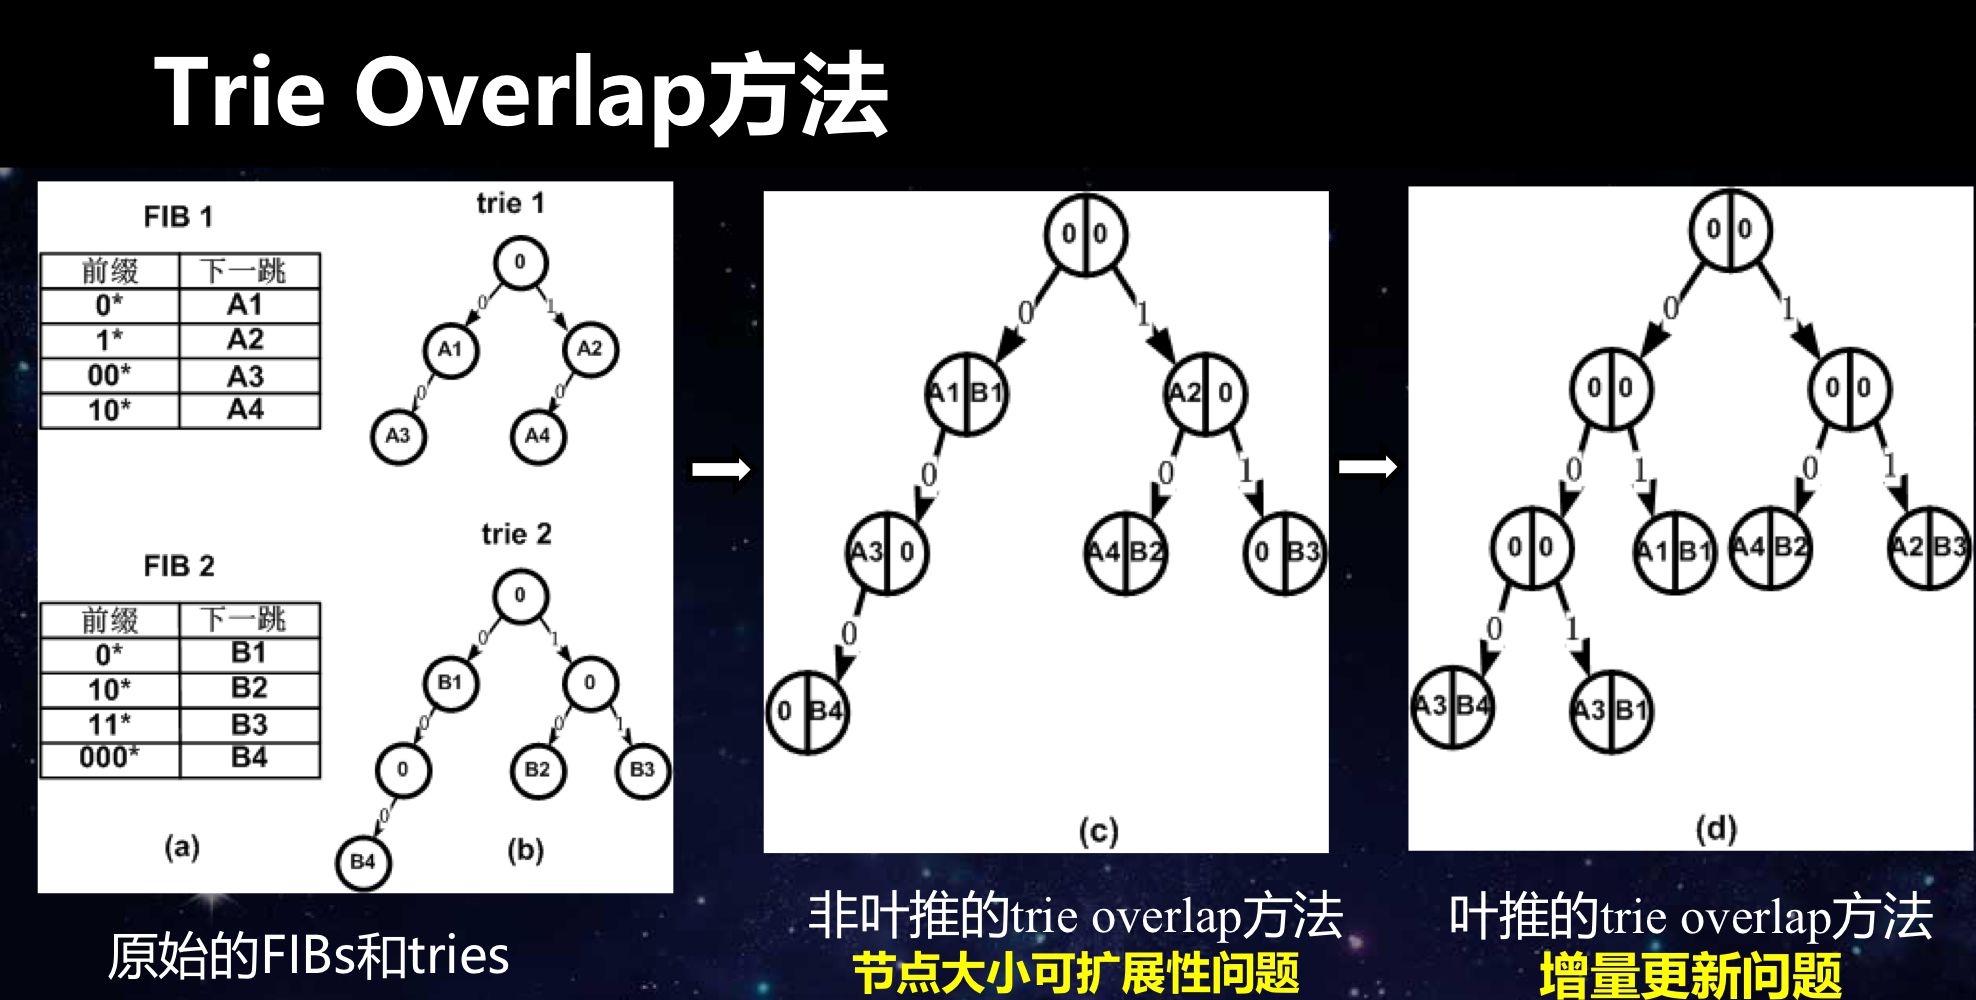 Trie Overlap方法
FIB 1
前缀 下一跳
0* A1
1* A2
00* A3
10* A4
trie 1
0
0 1
A1 A2
0 0
A3 A4
FIB 2
前缀 下一跳
0* B1
10* B2
11* B3
000* B4
trie 2
0
0 1
B1 0
0 0 1
0 B2 B3
0
B4
(a) (b)
原始的FIBs和tries
0 0
0 1
A1 B1 A2 0
0 0 1
A3 0 A4 B2 0 B3
0
0 B4
(c)
非叶推的trie overlap方法
节点大小可扩展性问题
0 0
0 1
0 0 0 0
0 1 0 1
0 0 A1 B1 A4 B2 A2 B3
0 1
A3 B4 A3 B1
(d)
叶推的trie overlap方法
增量更新问题